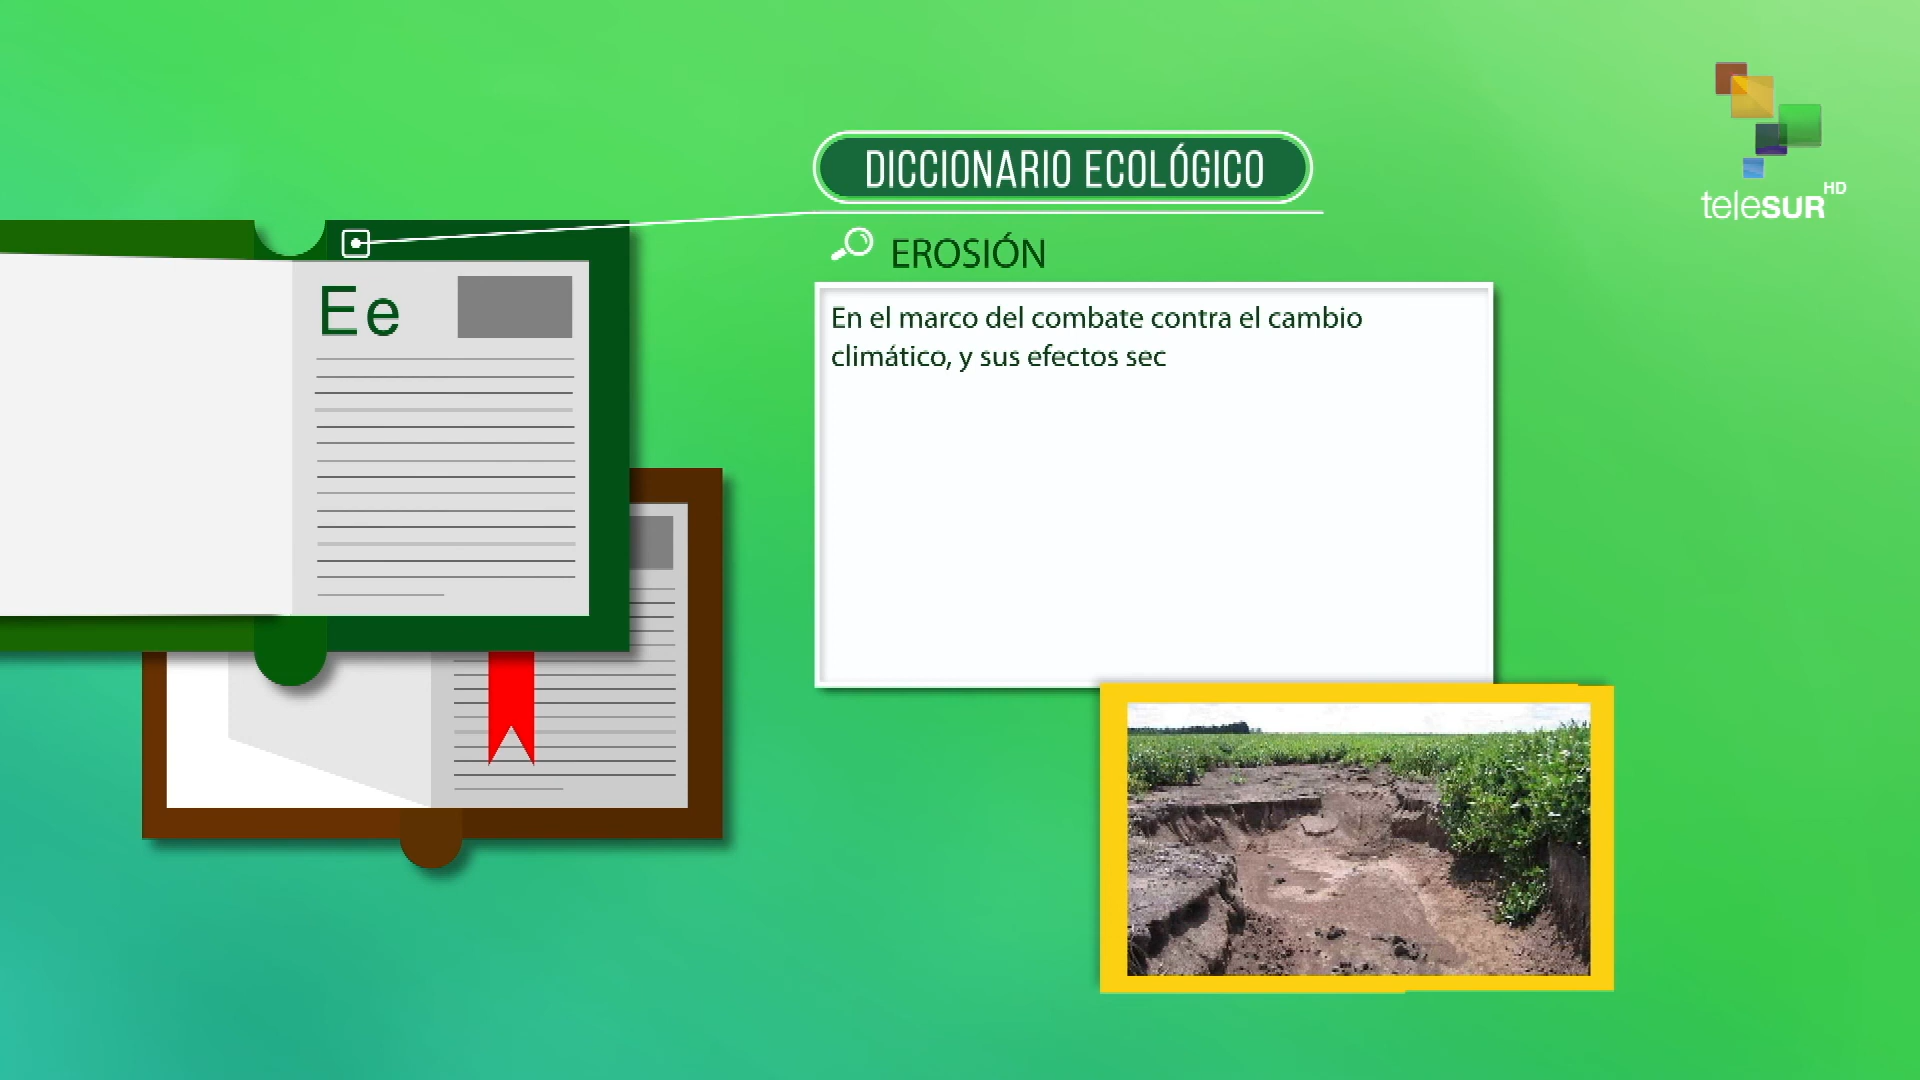 DICCIONARIO ECOLÓGICO
teleSUR HD
EROSIÓN
Ee
En el marco del combate contra el cambio
climático, y sus efectos sec